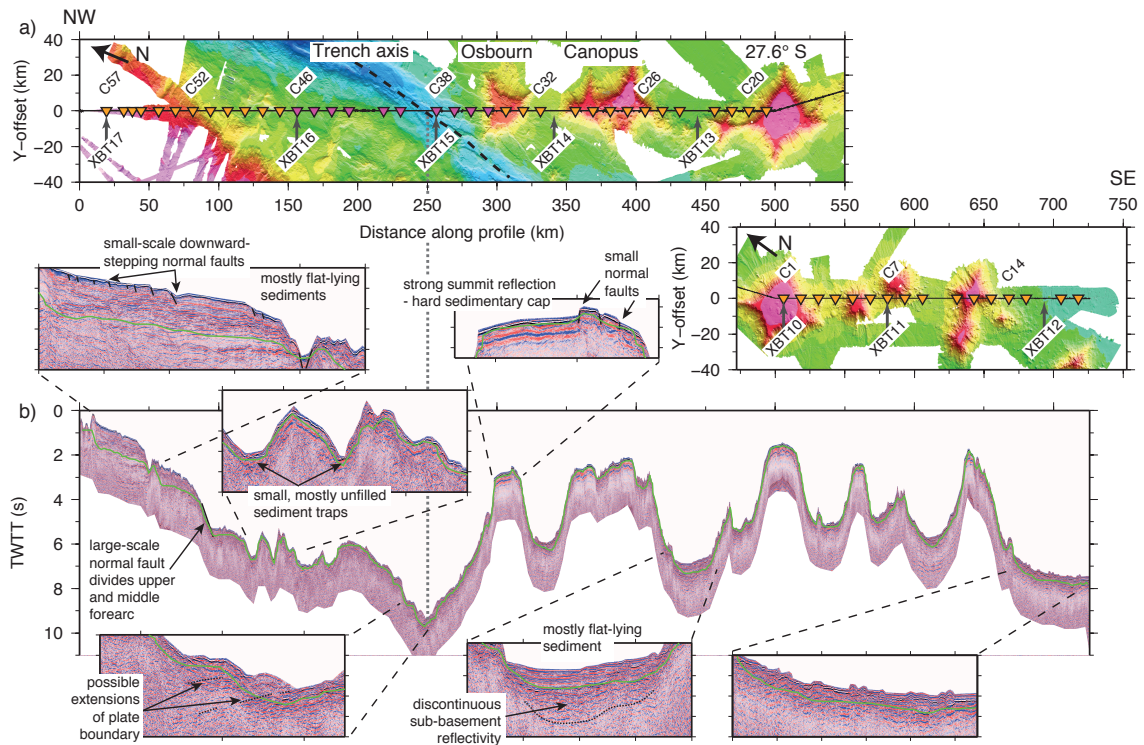 a)
NW
40
20
0
−20
−40
Y−offset (km)
N
Trench axis
Osbourn
Canopus
27.6° S
C57
C52
C46
C38
C32
C26
C20
XBT17
XBT16
XBT15
XBT14
XBT13
0 50 100 150 200 250 300 350 400 450 500 550 600 650 700 750
SE
Distance along profile (km)
40
20
0
−20
−40
Y−offset (km)
N
C1
C7
C14
XBT10
XBT11
XBT12
small-scale downward-
stepping normal faults
mostly flat-lying
sediments
strong summit reflection
- hard sedimentary cap
small
normal
faults
b)
0
2
4
6
8
10
TWTT (s)
small, mostly unfilled
sediment traps
large-scale
normal fault
divides upper
and middle
forearc
possible
extensions
of plate
boundary
mostly flat-lying
sediment
discontinuous
sub-basement
reflectivity